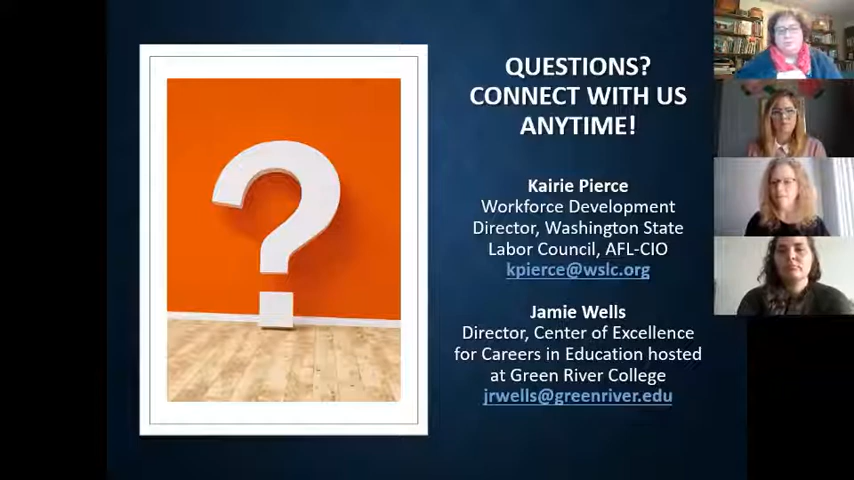 QUESTIONS?
CONNECT WITH US
ANYTIME!
Kairie Pierce
Workforce Development
Director, Washington State
Labor Council, AFL-CIO
kpierce@wslc.org
Jamie Wells
Director, Center of Excellence
for Careers in Education hosted
at Green River College
jrwells@greenriver.edu